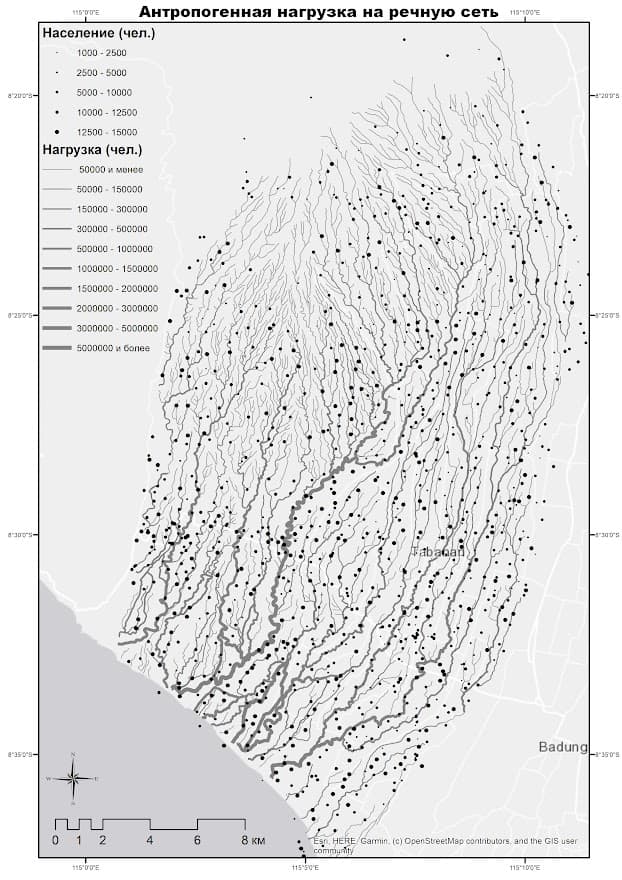 Антропогенная нагрузка на речную сеть
115°0'0"E 115°10'0"E
Население (чел.)
1000 - 2500
2500 - 5000
5000 - 10000
10000 - 12500
12500 - 15000
8°20'0"S 8°20'0"S
Нагрузка (чел.)
50000 и менее
50000 - 150000
150000 - 300000
300000 - 500000
500000 - 1000000
1000000 - 1500000
1500000 - 2000000
2000000 - 3000000
3000000 - 5000000
5000000 и более
8°25'0"S 8°25'0"S
8°30'0"S 8°30'0"S
Tabanan
8°35'0"S 8°35'0"S
Badung
N
W E
S
0 1 2 4 6 8 КМ
Esri, HERE, Garmin, (c) OpenStreetMap contributors, and the GIS user
community
115°0'0"E 115°5'0"E 115°10'0"E